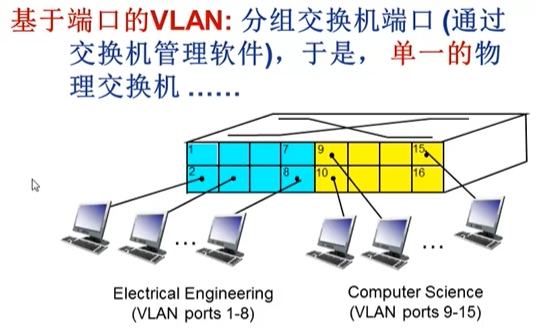 基于端口的VLAN: 分组交换机端口 (通过
交换机管理软件)，于是， 单一的物
理交换机 ……
1 7 9 15
2 8 10 16
… …
Electrical Engineering
(VLAN ports 1-8)
Computer Science
(VLAN ports 9-15)